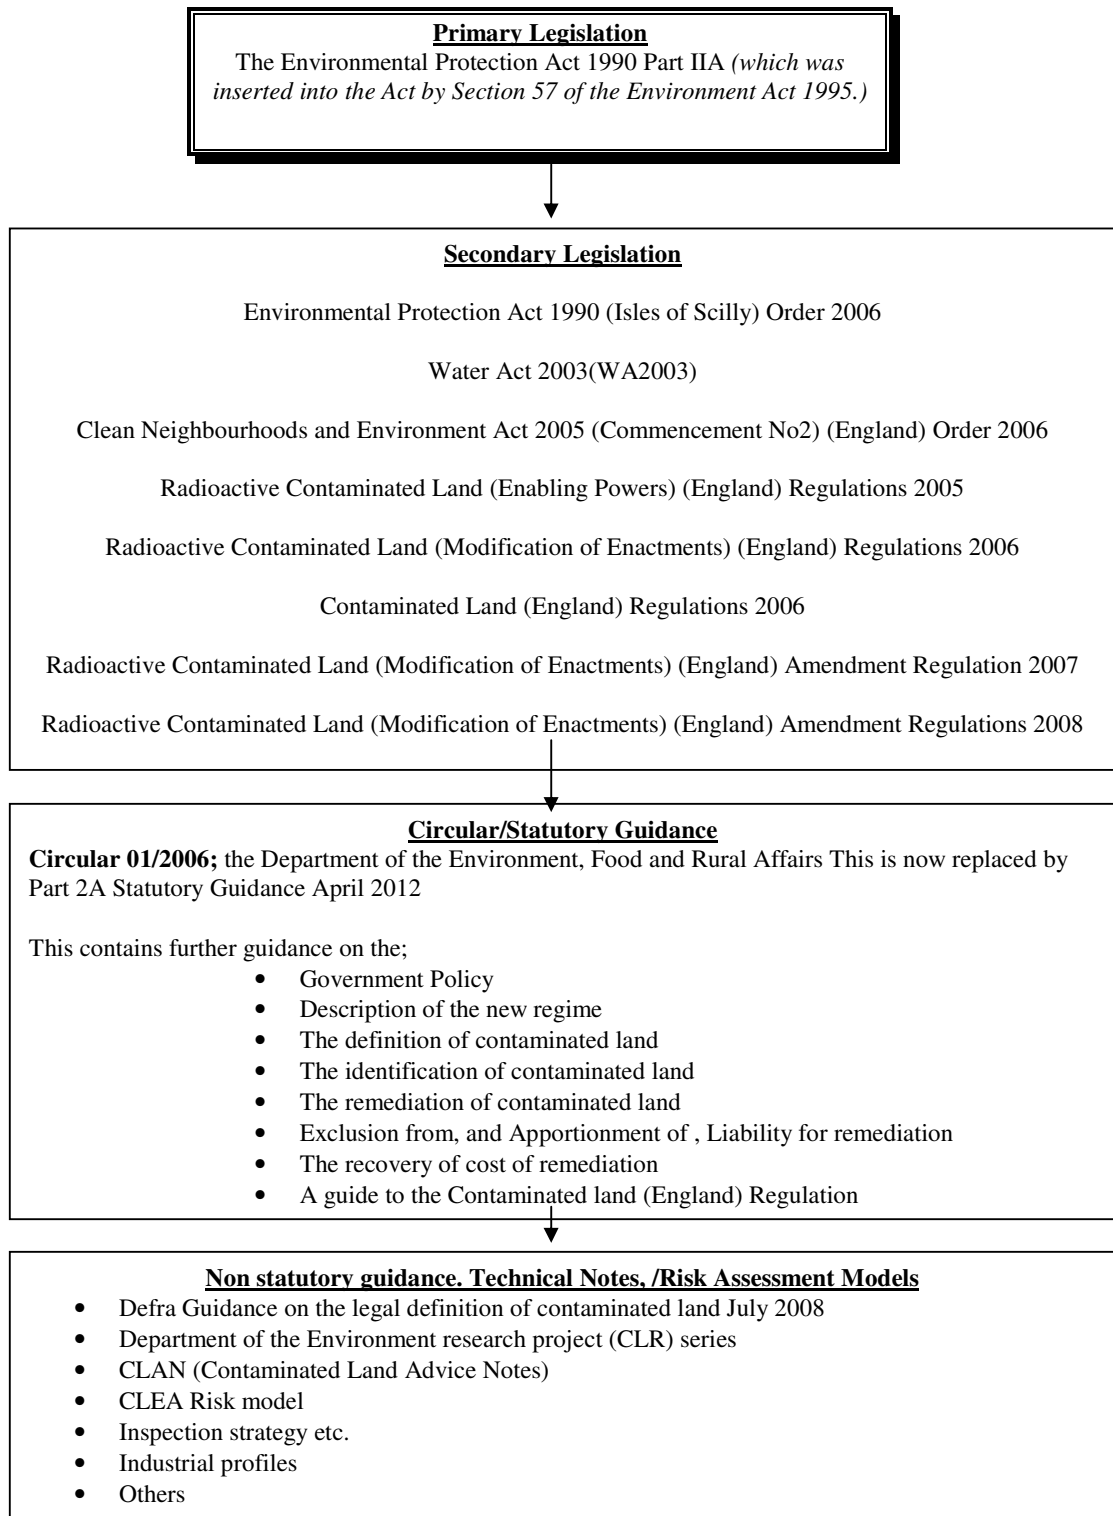 Primary Legislation
The Environmental Protection Act 1990 Part IIA (which was
inserted into the Act by Section 57 of the Environment Act 1995.)
Secondary Legislation
Environmental Protection Act 1990 (Isles of Scilly) Order 2006
Water Act 2003(WA2003)
Clean Neighbourhoods and Environment Act 2005 (Commencement No2) (England) Order 2006
Radioactive Contaminated Land (Enabling Powers) (England) Regulations 2005
Radioactive Contaminated Land (Modification of Enactments) (England) Regulations 2006
Contaminated Land (England) Regulations 2006
Radioactive Contaminated Land (Modification of Enactments) (England) Amendment Regulation 2007
Radioactive Contaminated Land (Modification of Enactments) (England) Amendment Regulations 2008
Circular/Statutory Guidance
Circular 01/2006; the Department of the Environment, Food and Rural Affairs This is now replaced by
Part 2A Statutory Guidance April 2012
This contains further guidance on the;
• Government Policy
• Description of the new regime
• The definition of contaminated land
• The identification of contaminated land
• The remediation of contaminated land
• Exclusion from, and Apportionment of , Liability for remediation
• The recovery of cost of remediation
• A guide to the Contaminated land (England) Regulation
Non statutory guidance. Technical Notes, /Risk Assessment Models
• Defra Guidance on the legal definition of contaminated land July 2008
• Department of the Environment research project (CLR) series
• CLAN (Contaminated Land Advice Notes)
• CLEA Risk model
• Inspection strategy etc.
• Industrial profiles
• Others